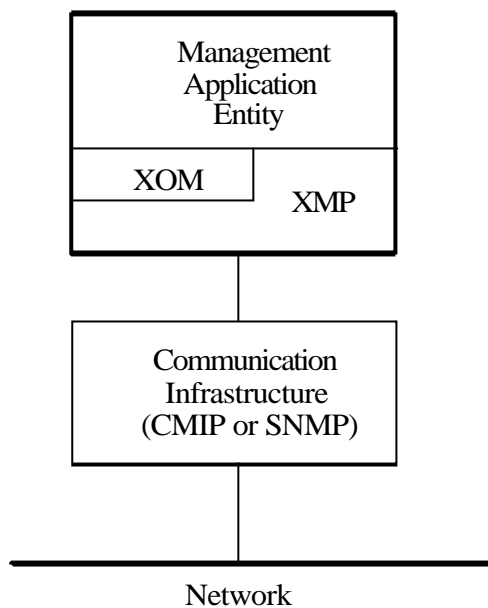 Management
Application
Entity
XOM
XMP
Communication
Infrastructure
(CMIP or SNMP)
Network